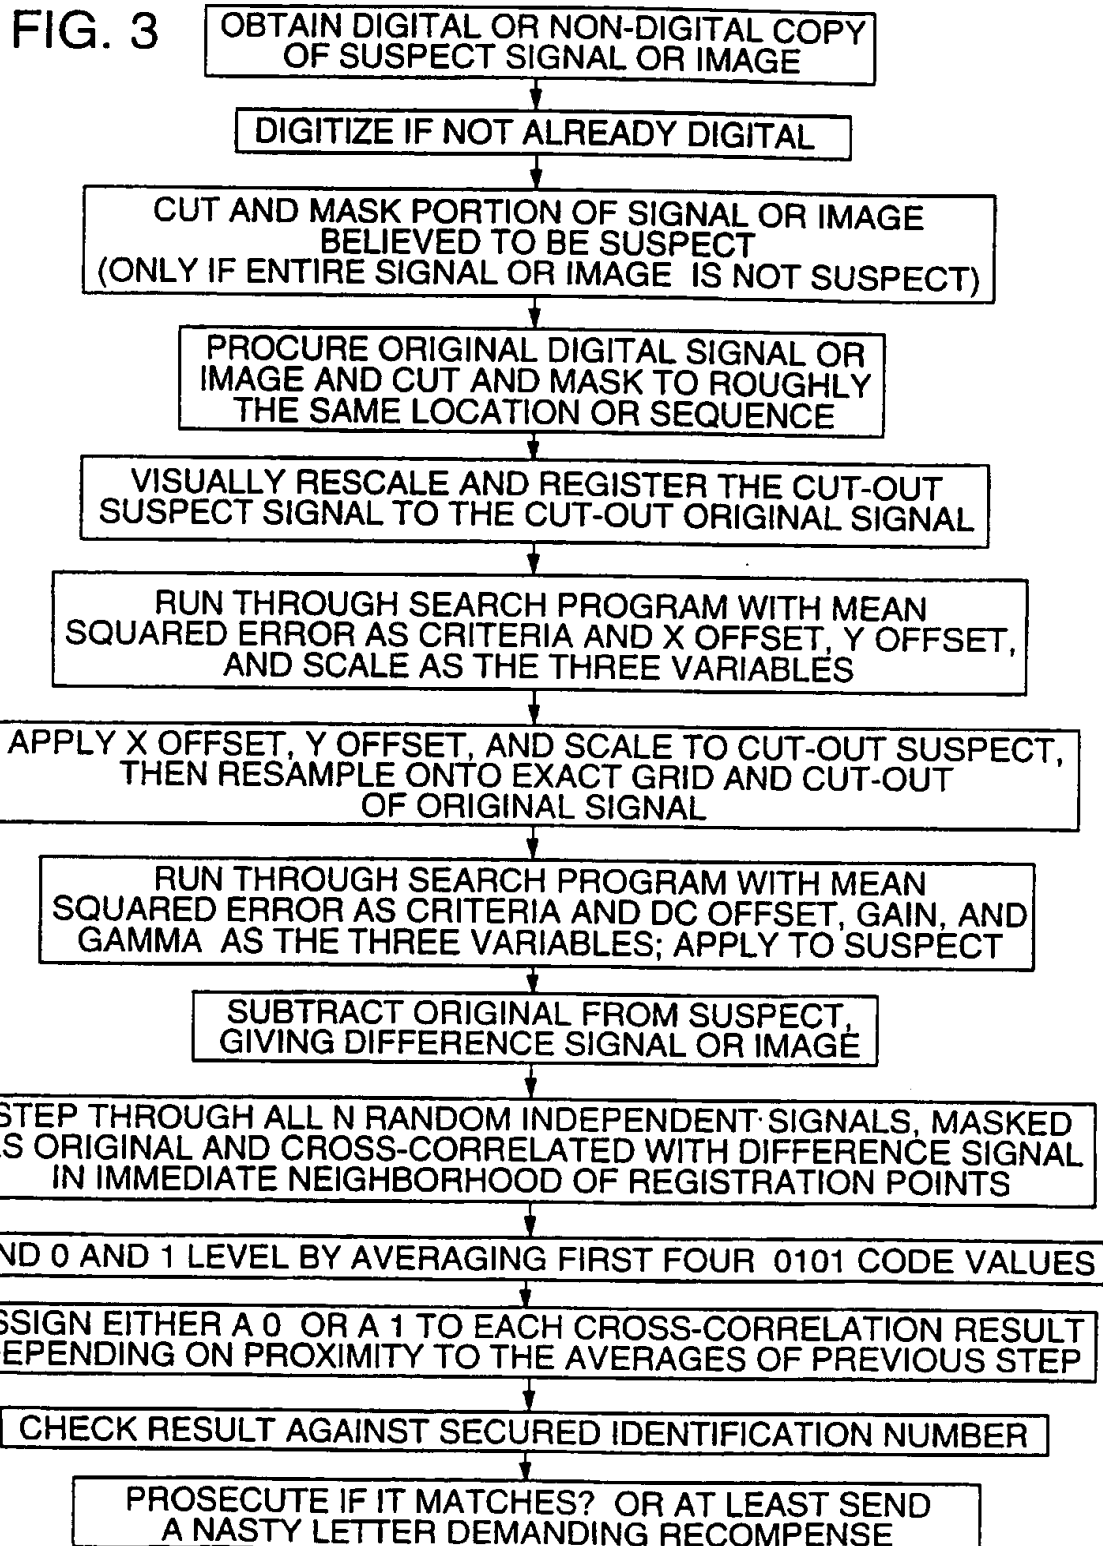 FIG. 3
OBTAIN DIGITAL OR NON-DIGITAL COPY
OF SUSPECT SIGNAL OR IMAGE
DIGITIZE IF NOT ALREADY DIGITAL
CUT AND MASK PORTION OF SIGNAL OR IMAGE
BELIEVED TO BE SUSPECT
(ONLY IF ENTIRE SIGNAL OR IMAGE IS NOT SUSPECT)
PROCURE ORIGINAL DIGITAL SIGNAL OR
IMAGE AND CUT AND MASK TO ROUGHLY
THE SAME LOCATION OR SEQUENCE
VISUALLY RESCALE AND REGISTER THE CUT-OUT
SUSPECT SIGNAL TO THE CUT-OUT ORIGINAL SIGNAL
RUN THROUGH SEARCH PROGRAM WITH MEAN
SQUARED ERROR AS CRITERIA AND X OFFSET, Y OFFSET,
AND SCALE AS THE THREE VARIABLES
APPLY X OFFSET, Y OFFSET, AND SCALE TO CUT-OUT SUSPECT,
THEN RESAMPLE ONTO EXACT GRID AND CUT-OUT
OF ORIGINAL SIGNAL
RUN THROUGH SEARCH PROGRAM WITH MEAN
SQUARED ERROR AS CRITERIA AND DC OFFSET, GAIN, AND
GAMMA AS THE THREE VARIABLES; APPLY TO SUSPECT
SUBTRACT ORIGINAL FROM SUSPECT,
GIVING DIFFERENCE SIGNAL OR IMAGE
STEP THROUGH ALL N RANDOM INDEPENDENT SIGNALS, MASKED
S ORIGINAL AND CROSS-CORRELATED WITH DIFFERENCE SIGNAL
IN IMMEDIATE NEIGHBORHOOD OF REGISTRATION POINTS
ND 0 AND 1 LEVEL BY AVERAGING FIRST FOUR 0101 CODE VALUES
SSIGN EITHER A 0 OR A 1 TO EACH CROSS-CORRELATION RESULT
EPENDING ON PROXIMITY TO THE AVERAGES OF PREVIOUS STEP
CHECK RESULT AGAINST SECURED IDENTIFICATION NUMBER
PROSECUTE IF IT MATCHES? OR AT LEAST SEND
A NASTY LETTER DEMANDING RECOMPENSE